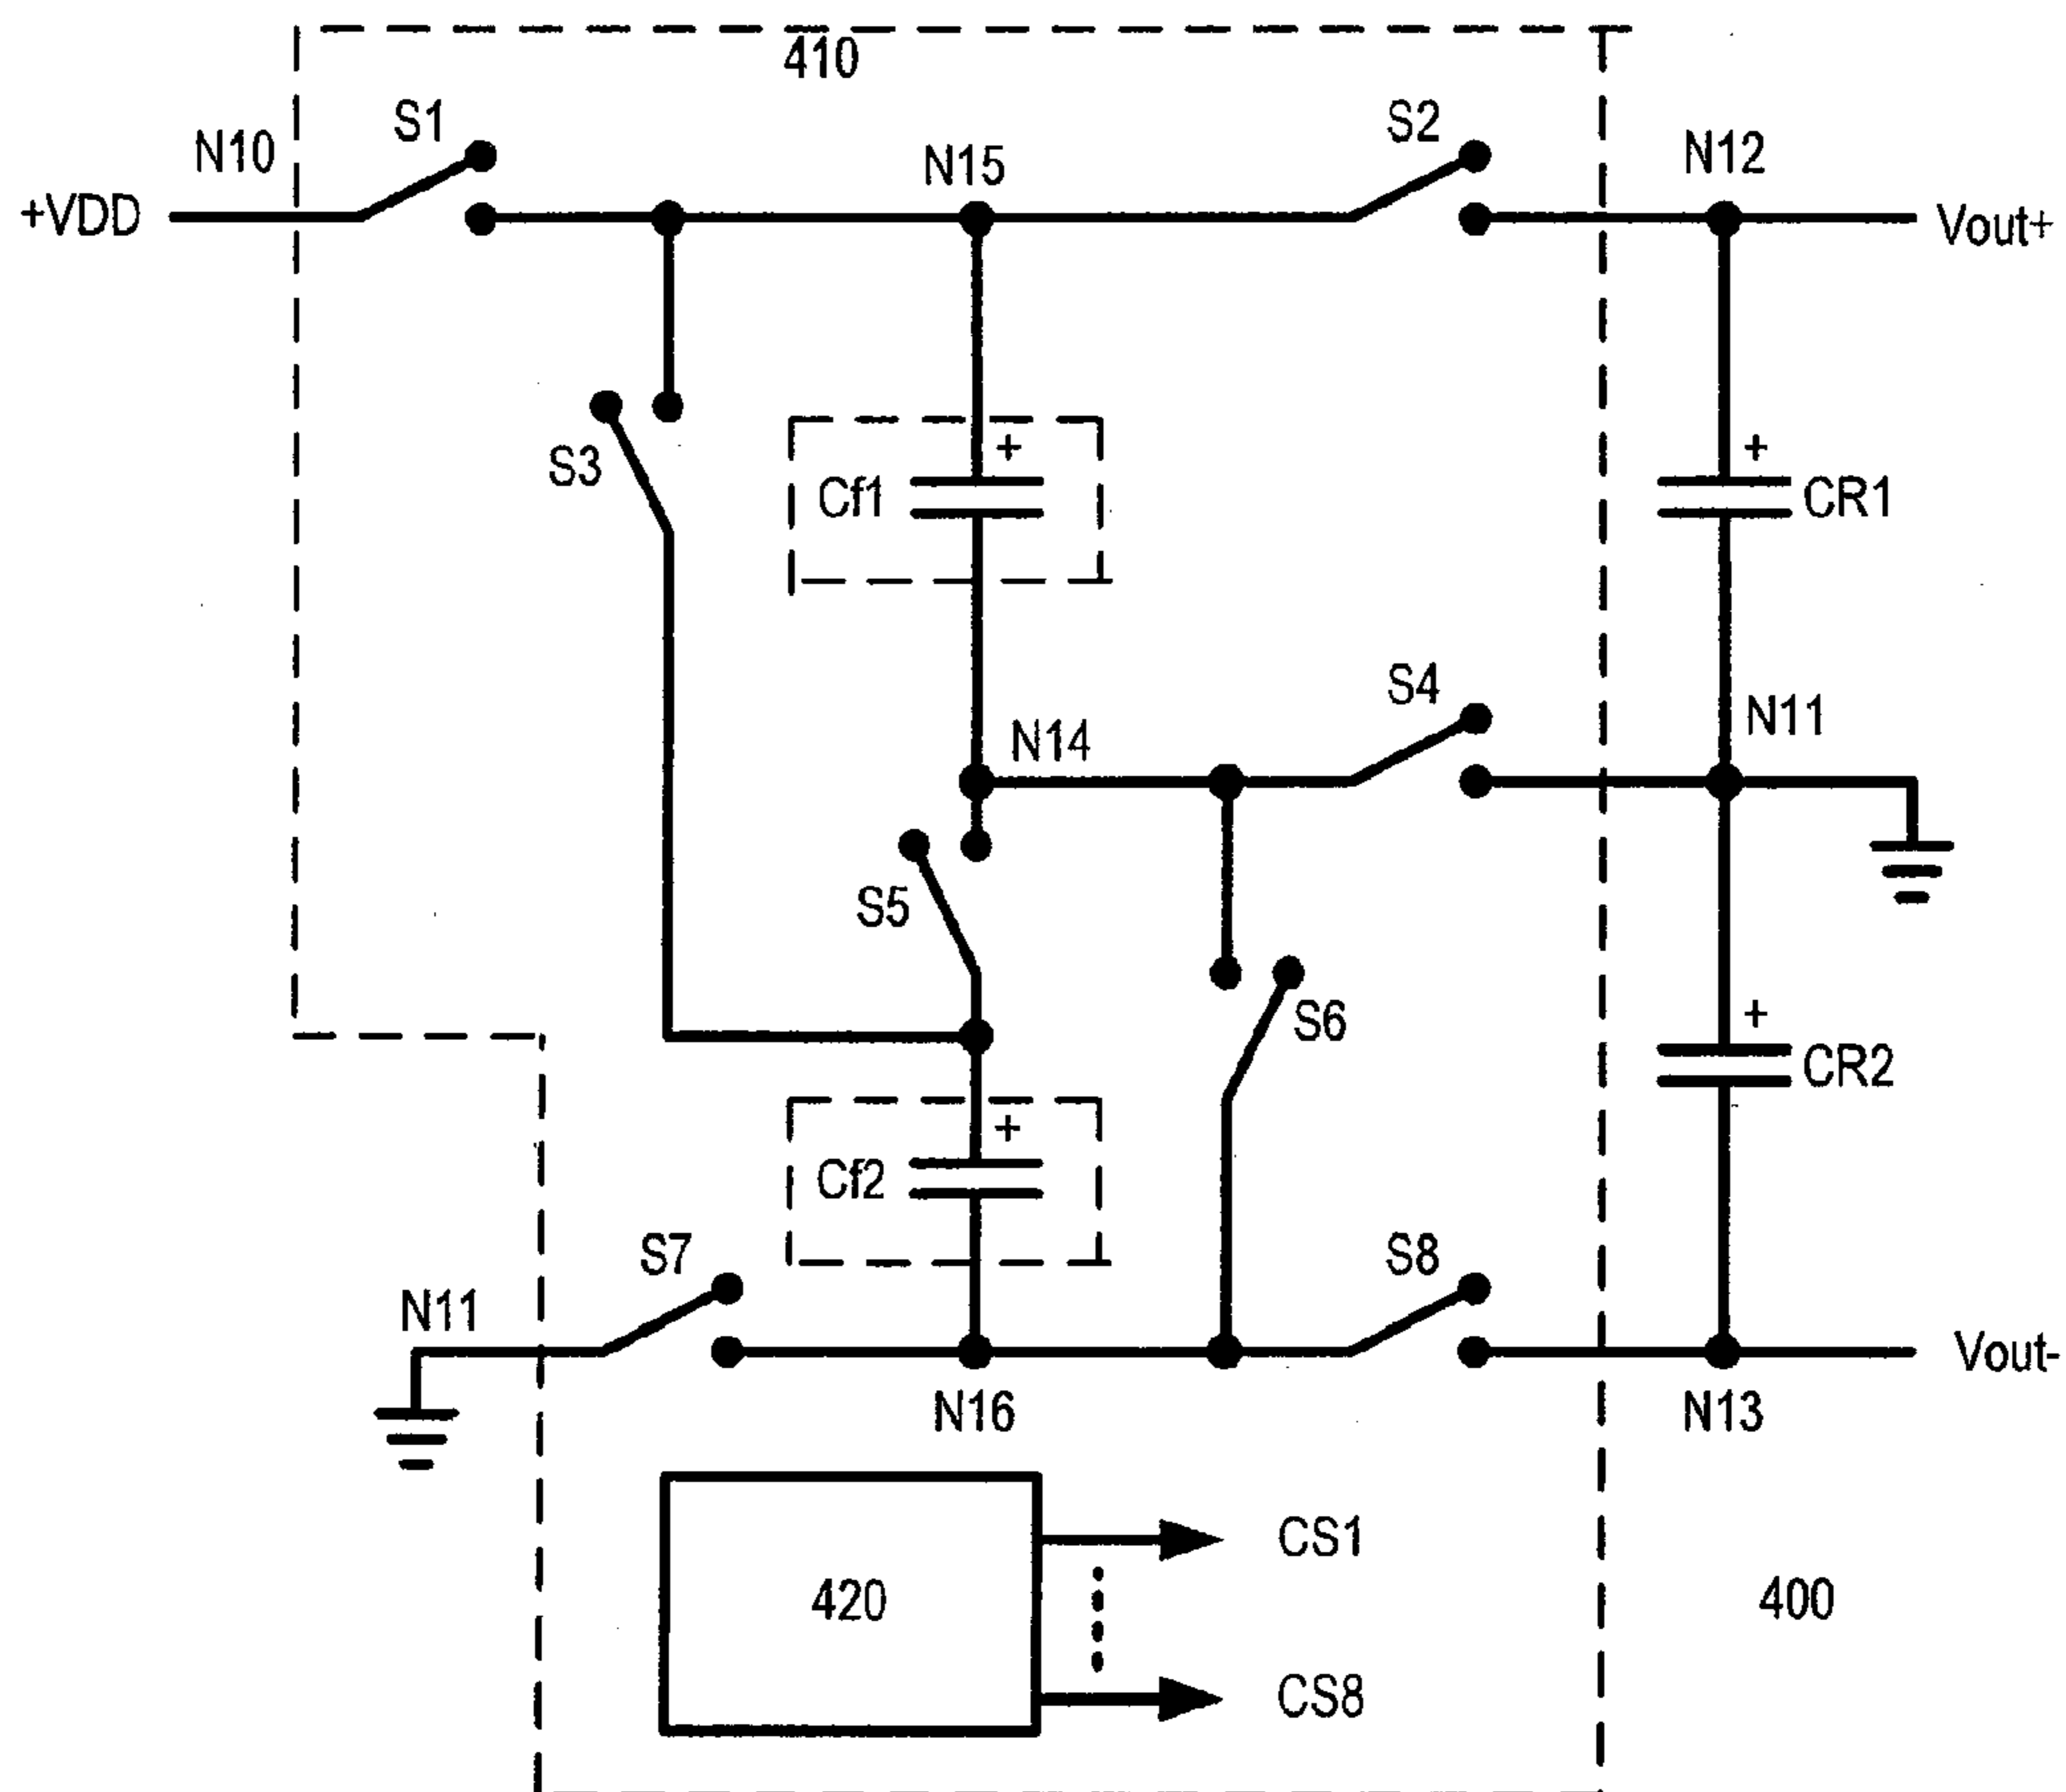 410
S1
S2
N10
N15
N12
+VDD
Vout+
S3
+
Cf1
+
CR1
S4
N14
N11
S5
S6
+
CR2
+
Cf2
S7
S8
N11
Vout-
N16
N13
CS1
420
400
CS8